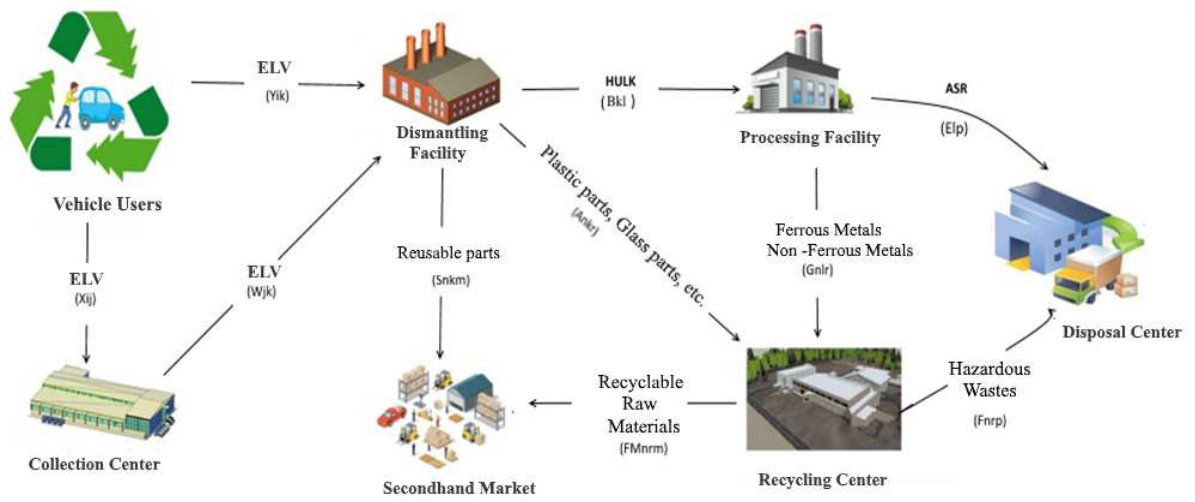 ELV
(Yik)
HULK
(Bkl )
ASR
(Elp)
Dismantling
Facility
Processing Facility
Vehicle Users
Plastic parts, Glass parts, etc.
(Ankr)
ELV
(Xij)
ELV
(Wjk)
Reusable parts
(Snkm)
Ferrous Metals
Non -Ferrous Metals
(Gnlr)
Disposal Center
Collection Center
Recyclable
Raw
Materials
(FMnrm)
Hazardous
Wastes
(Fnrp)
Secondhand Market
Recycling Center